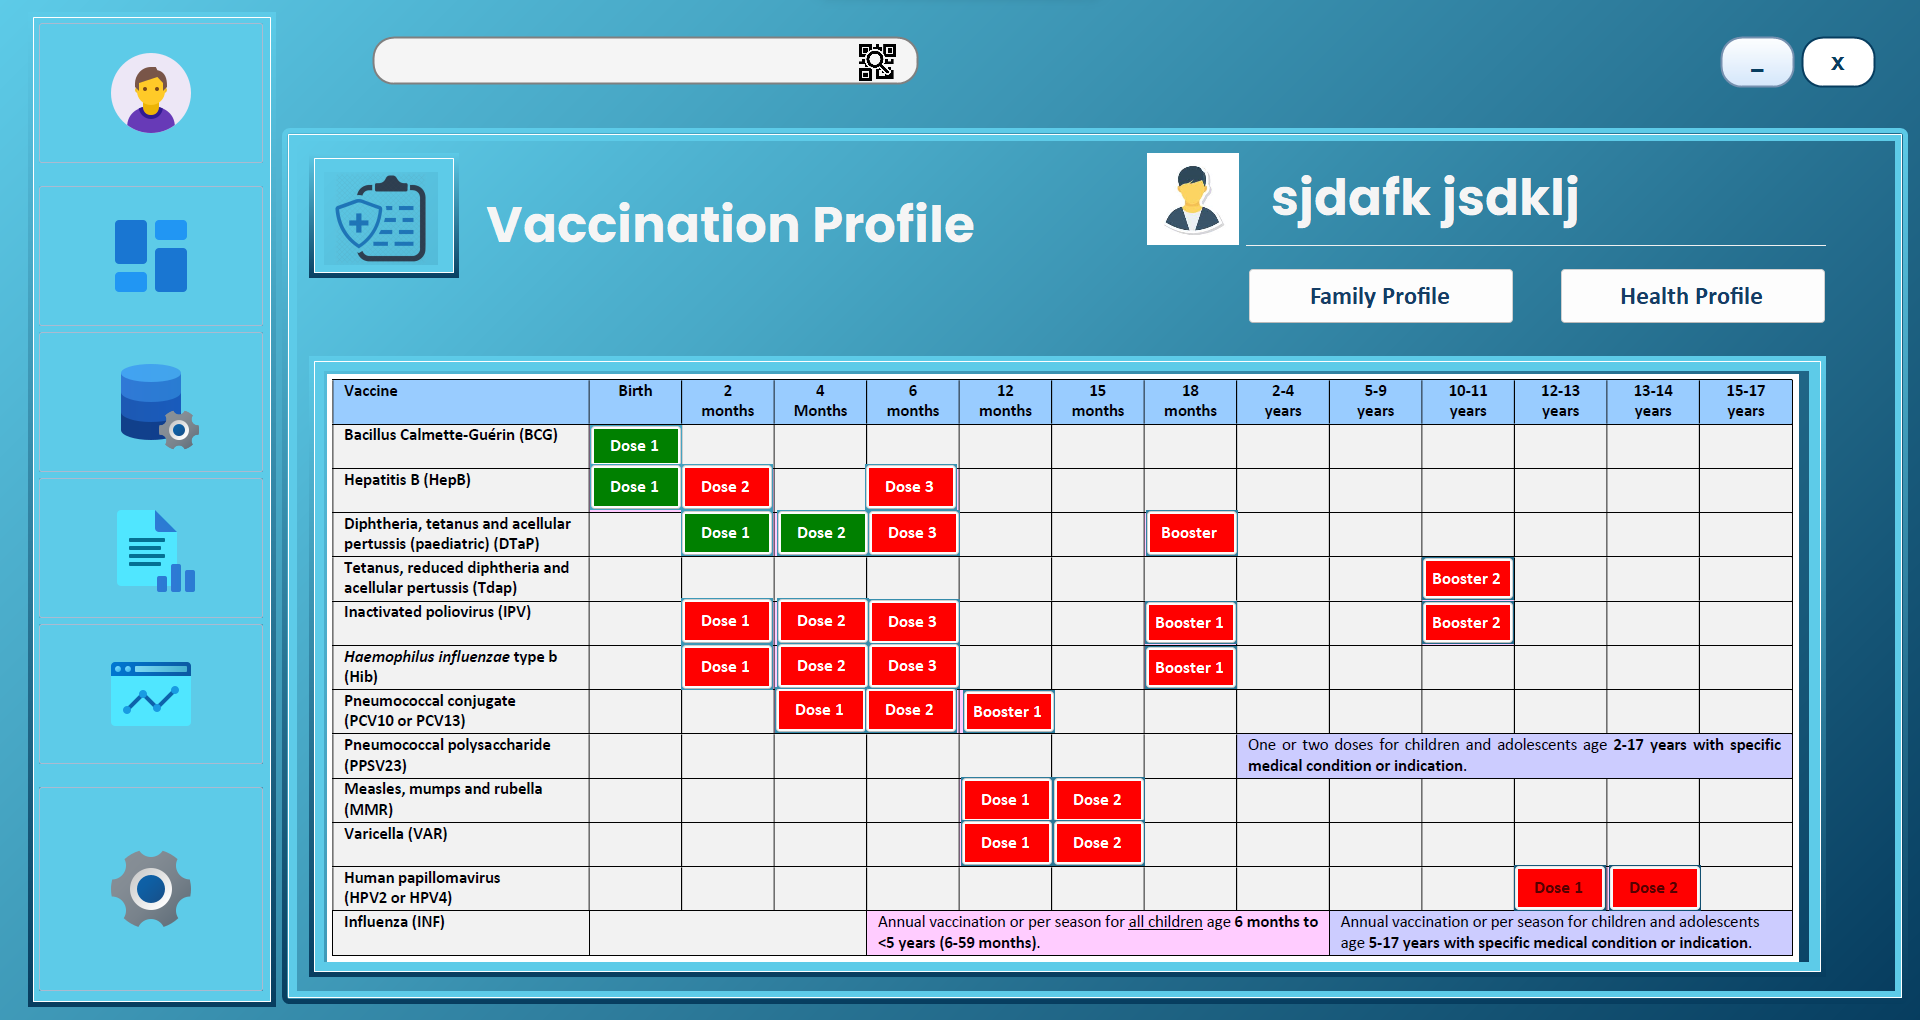 _ x
Vaccination Profile
sjdafk jsdklj
Family Profile Health Profile
Vaccine Birth 2 months 4 Months 6 months 12 months 15 months 18 months 2-4 years 5-9 years 10-11 years 12-13 years 13-14 years 15-17 years
Bacillus Calmette-Guérin (BCG) Dose 1
Hepatitis B (HepB) Dose 1 Dose 2 Dose 3
Diphtheria, tetanus and acellular
pertussis (paediatric) (DTaP) Dose 1 Dose 2 Dose 3 Booster
Tetanus, reduced diphtheria and
acellular pertussis (Tdap) Booster 2
Inactivated poliovirus (IPV) Dose 1 Dose 2 Dose 3 Booster 1 Booster 2
Haemophilus influenzae type b
(Hib) Dose 1 Dose 2 Dose 3 Booster 1
Pneumococcal conjugate
(PCV10 or PCV13) Dose 1 Dose 2 Booster 1
Pneumococcal polysaccharide
(PPSV23)
One or two doses for children and adolescents age 2-17 years with specific
medical condition or indication.
Measles, mumps and rubella
(MMR) Dose 1 Dose 2
Varicella (VAR) Dose 1 Dose 2
Human papillomavirus
(HPV2 or HPV4) Dose 1 Dose 2
Influenza (INF)
Annual vaccination or per season for all children age 6 months to
<5 years (6-59 months).
Annual vaccination or per season for children and adolescents
age 5-17 years with specific medical condition or indication.